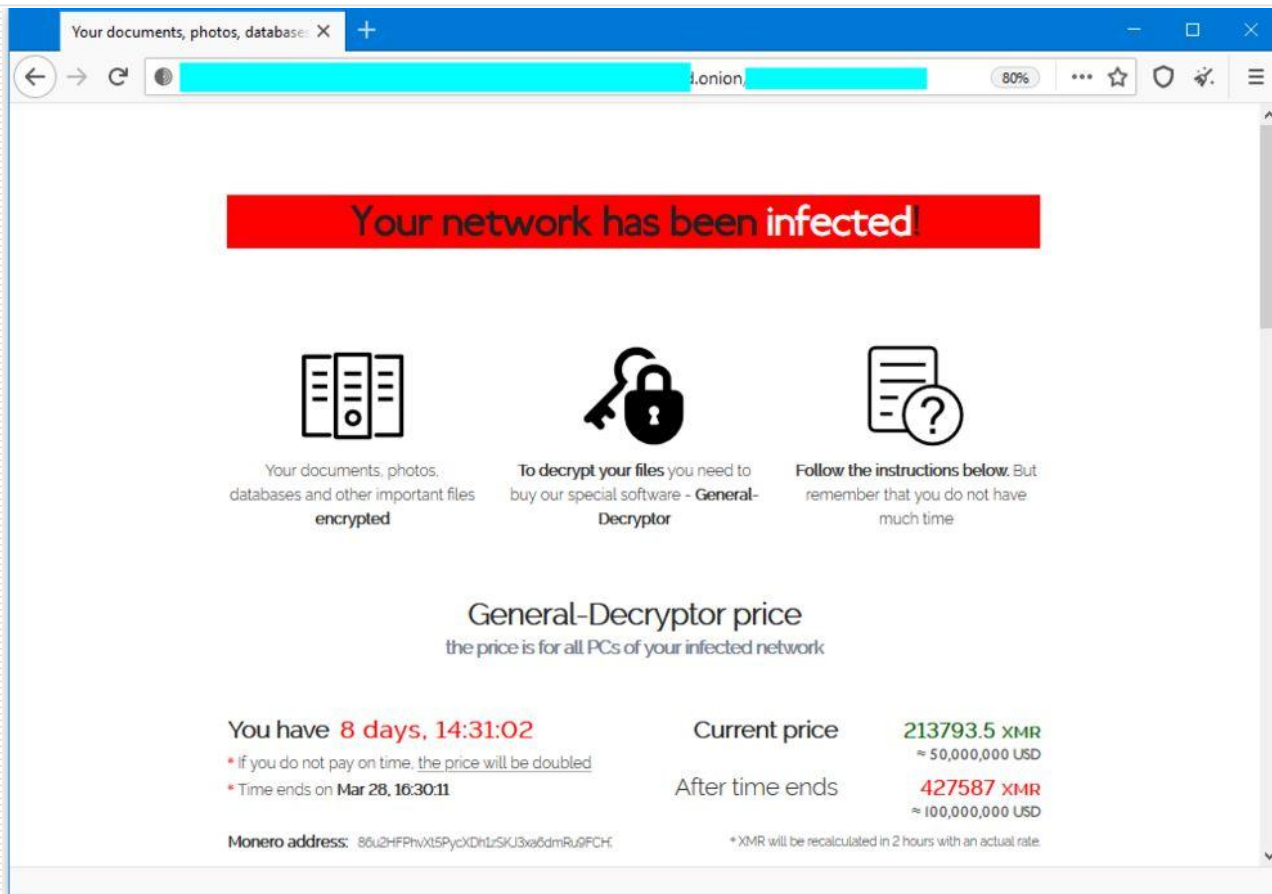 Your documents, photos, database
d.onion,
80%
Your network has been infected!
Your documents, photos,
databases and other important files
encrypted
To decrypt your files you need to
buy our special software - General-
Decryptor
Follow the instructions below. But
remember that you do not have
much time
General-Decryptor price
the price is for all PCs of your infected network
You have 8 days, 14:31:02
* If you do not pay on time, the price will be doubled
* Time ends on Mar 28, 16:30:11
Monero address:
Current price 213793.5 XMR
≈ 50,000,000 USD
After time ends 427587 XMR
≈ 100,000,000 USD
* XMR will be recalculated in 2 hours with an actual rate.